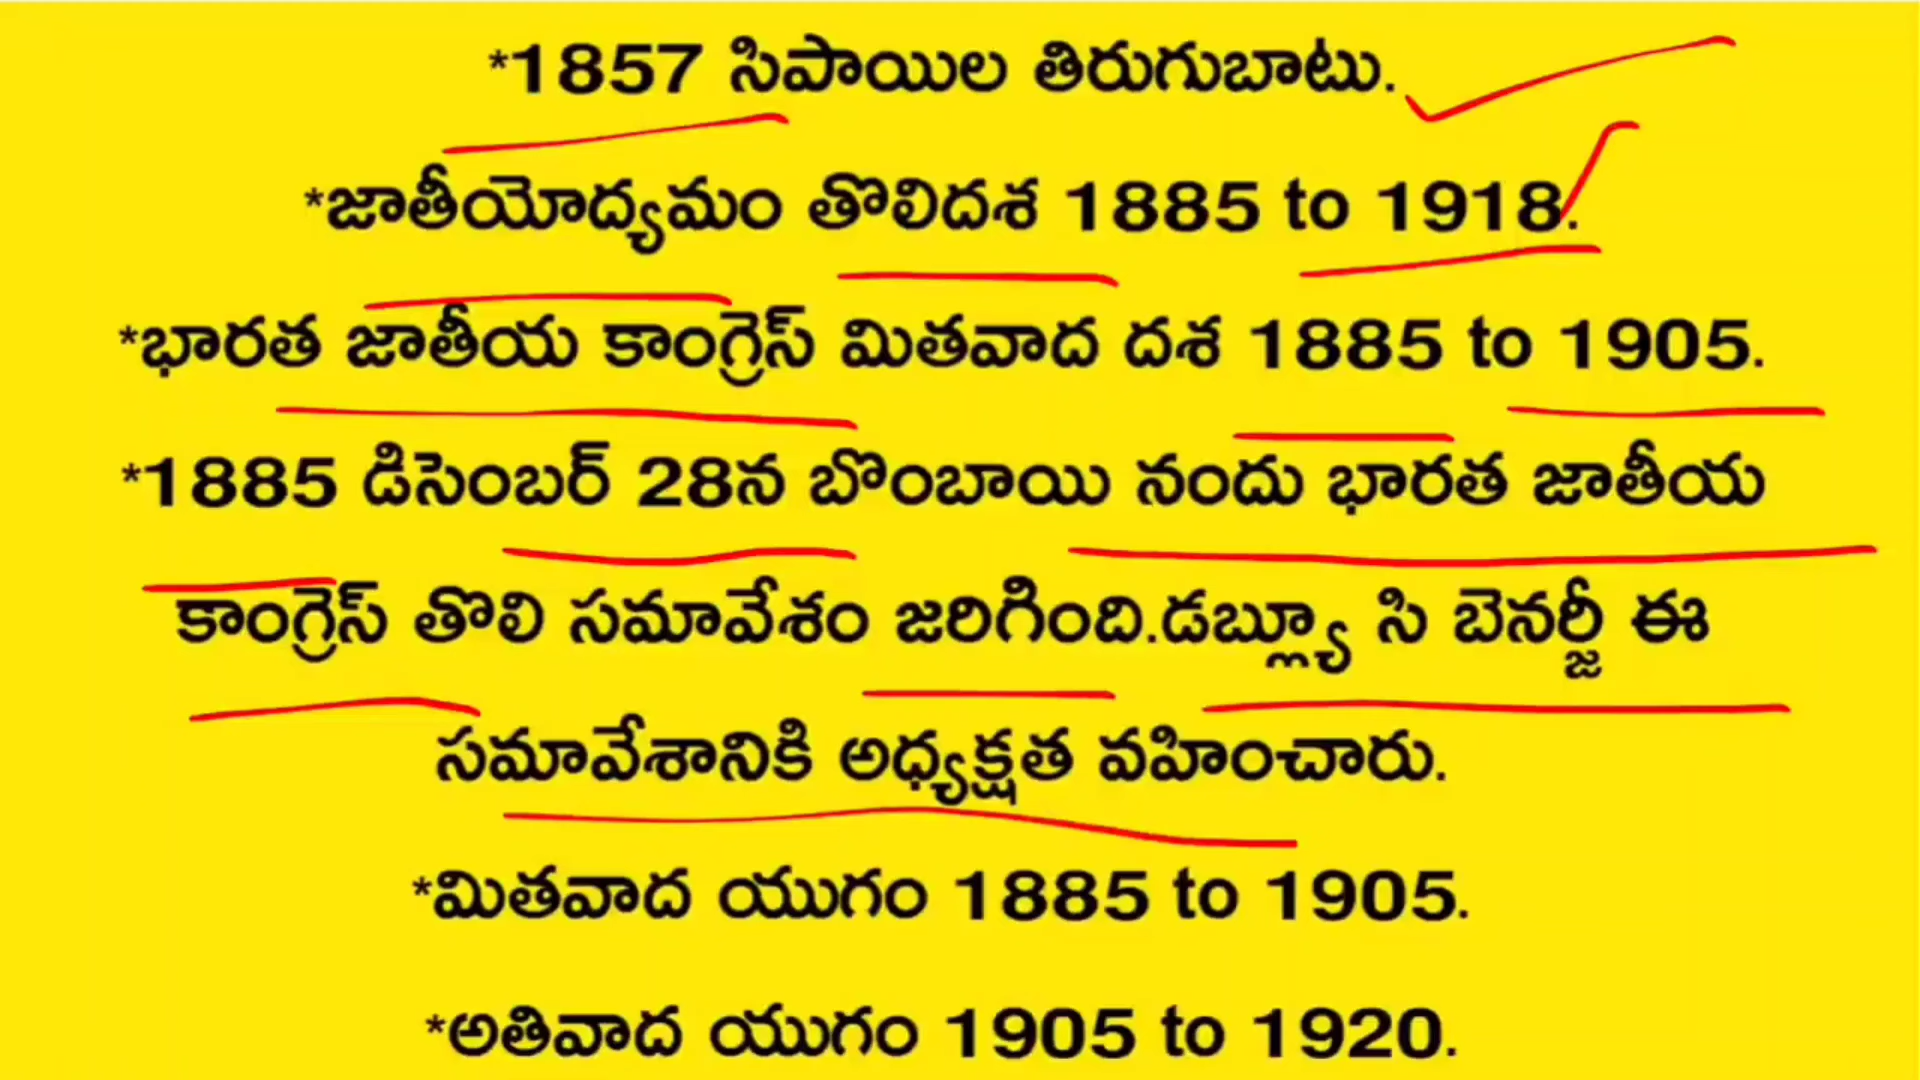 *1857 సిపాయిల తిరుగుబాటు.
*జాతీయోద్యమం తొలిదశ 1885 to 1918.
*భారత జాతీయ కాంగ్రెస్ మితవాద దశ 1885 to 1905.
*1885 డిసెంబర్ 28న బొంబాయి నందు భారత జాతీయ
కాంగ్రెస్ తొలి సమావేశం జరిగింది.డబ్ల్యూ సి బెనర్జీ ఈ
సమావేశానికి అధ్యక్షత వహించారు.
*మితవాద యుగం 1885 to 1905.
*అతివాద యుగం 1905 to 1920.